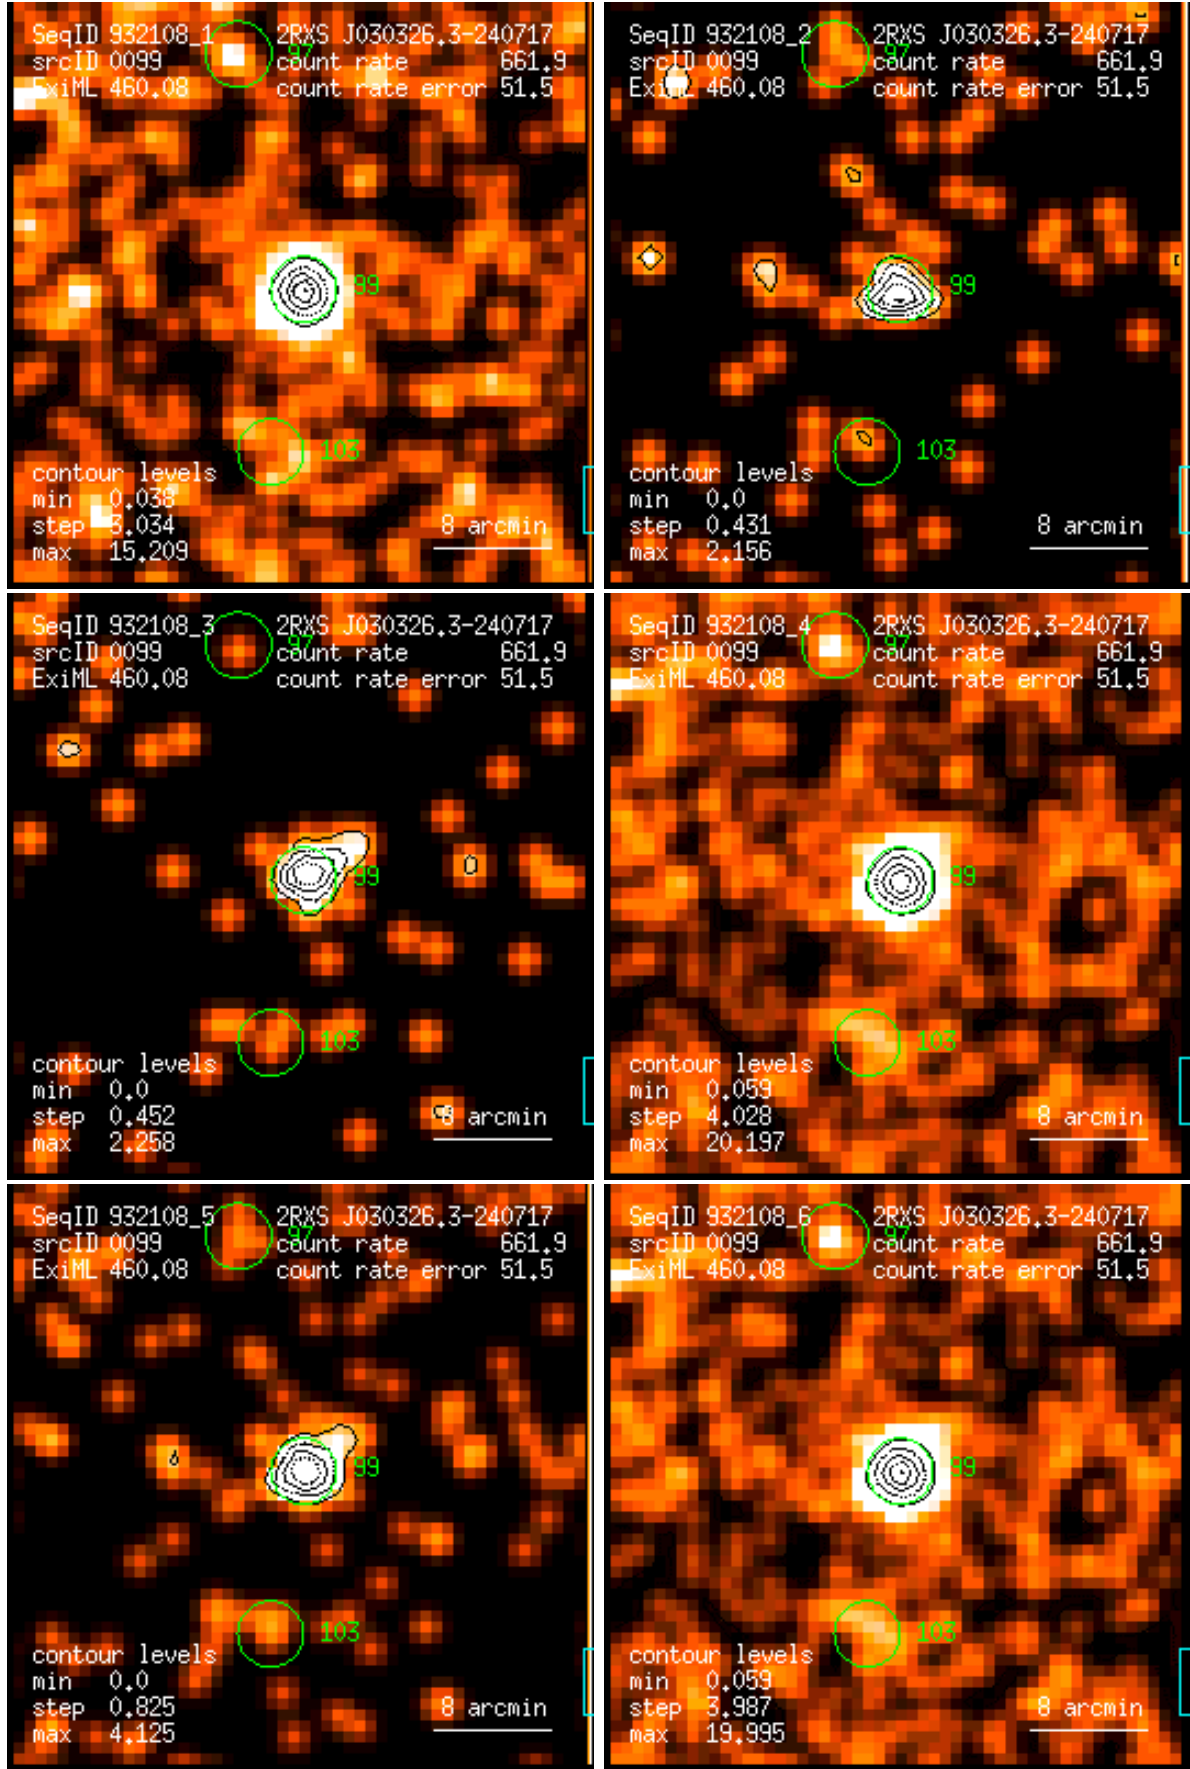 SeqID 932108_1 2RXS J030326.3-240717
srcID 0099 97 count rate 661.9
ExiML 460.08 count rate error 51.5
99
103
contour levels
min 0.038
step 3.034
max 15.209
8 arcmin
SeqID 932108_2 2RXS J030326.3-240717
srcID 0099 97 count rate 661.9
ExiML 460.08 count rate error 51.5
99
103
contour levels
min 0.0
step 0.431
max 2.156
8 arcmin
SeqID 932108_3 2RXS J030326.3-240717
srcID 0099 97 count rate 661.9
ExiML 460.08 count rate error 51.5
99
103
contour levels
min 0.0
step 0.452
max 2.258
8 arcmin
SeqID 932108_4 2RXS J030326.3-240717
srcID 0099 97 count rate 661.9
ExiML 460.08 count rate error 51.5
99
103
contour levels
min 0.059
step 4.028
max 20.197
8 arcmin
SeqID 932108_5 2RXS J030326.3-240717
srcID 0099 97 count rate 661.9
ExiML 460.08 count rate error 51.5
99
103
contour levels
min 0.0
step 0.825
max 4.125
8 arcmin
SeqID 932108_6 2RXS J030326.3-240717
srcID 0099 97 count rate 661.9
ExiML 460.08 count rate error 51.5
99
103
contour levels
min 0.059
step 3.987
max 19.995
8 arcmin